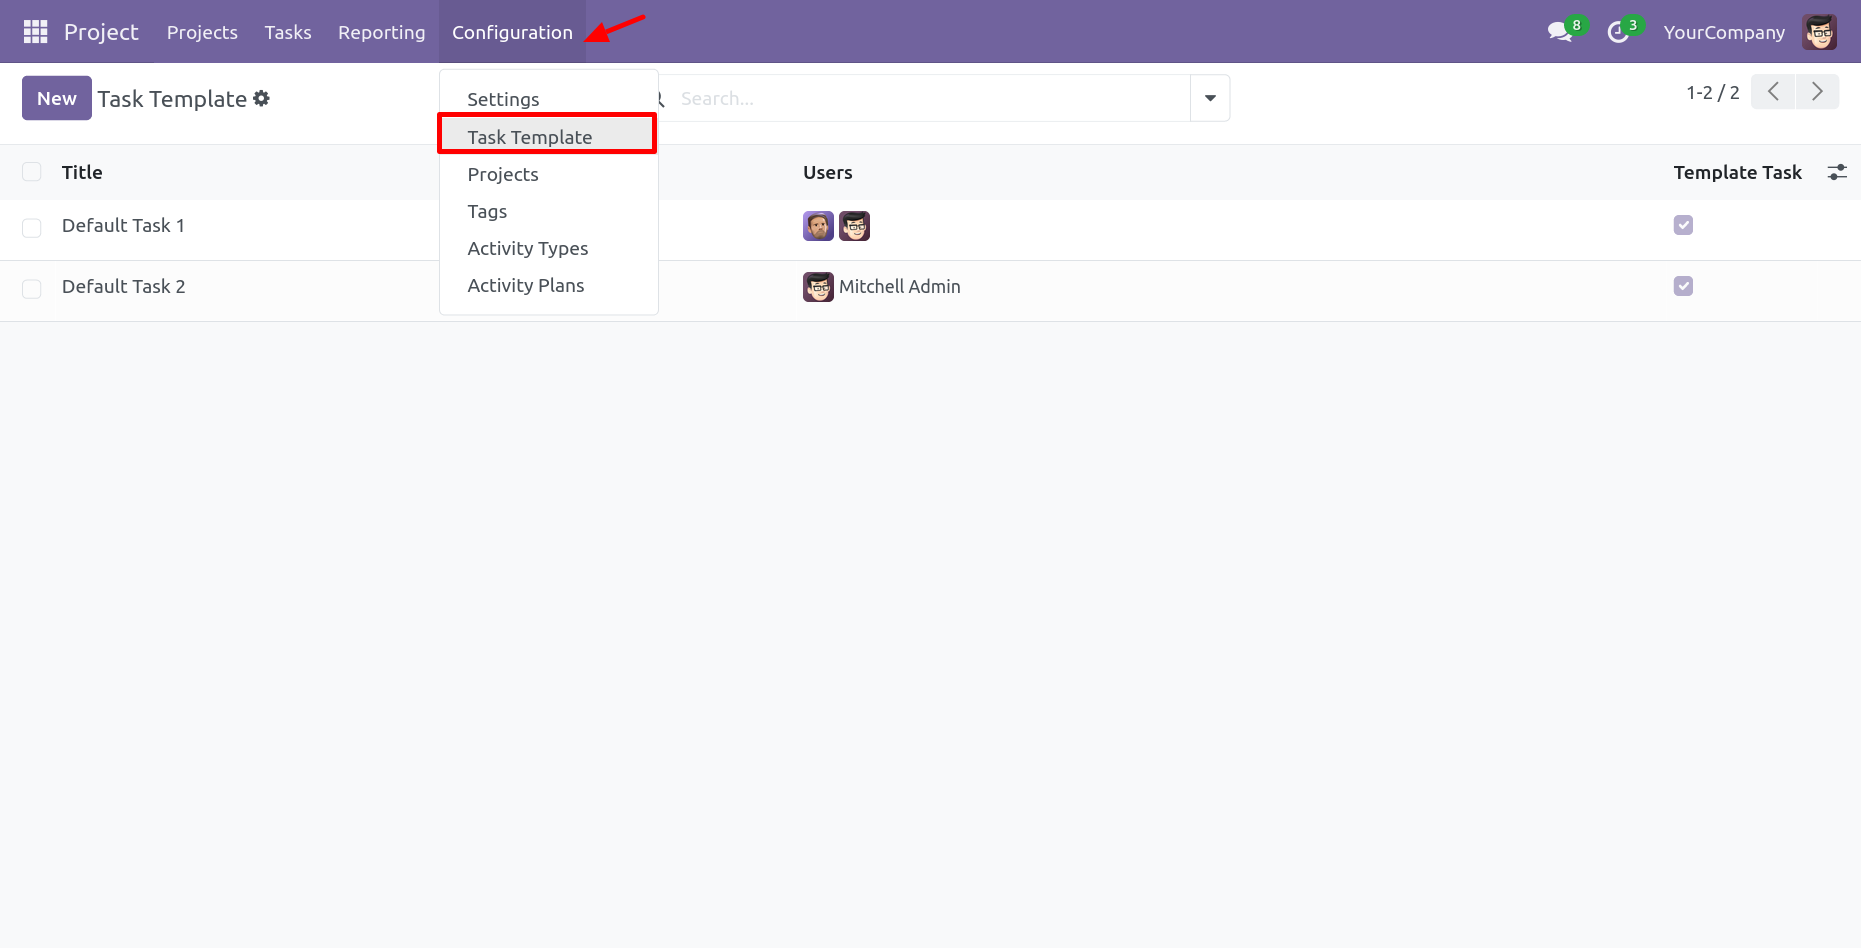 Project Projects Tasks Reporting Configuration 8 3 YourCompany
New Task Template Search... 1-2 / 2
Settings
Task Template
Projects
Tags
Activity Types
Activity Plans
Title Users Template Task
Default Task 1
Default Task 2 Mitchell Admin